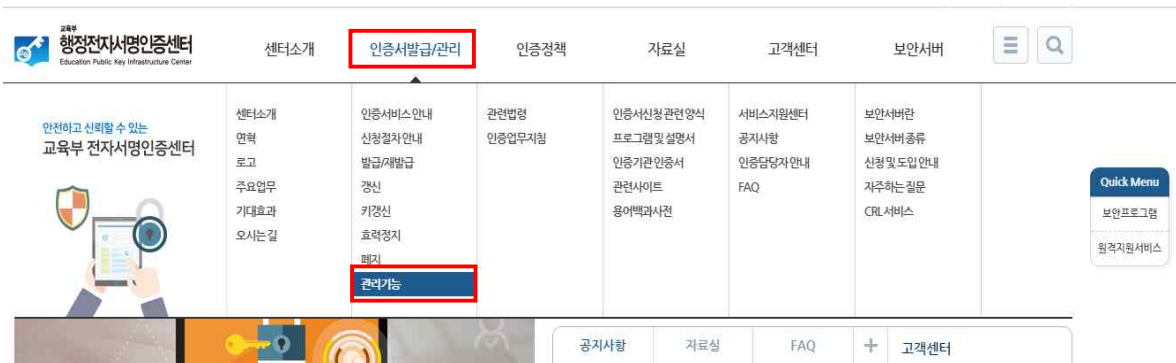 교육부
행정전자서명인증센터
Education Public Key Infrastructure Center
센터소개
인증서발급/관리
인증정책
자료실
고객센터
보안서버
안전하고 신뢰할 수 있는
교육부 전자서명인증센터
센터소개
연혁
로고
주요업무
기대효과
오시는길
인증서비스안내
신청절차안내
발급/재발급
갱신
키갱신
효력정지
폐지
관리기능
관련법령
인증업무지침
인증서신청관련양식
프로그램및설명서
인증기관인증서
관련사이트
용어백과사전
서비스지원센터
공지사항
인증담당자안내
FAQ
보안서버란
보안서버종류
신청및도입안내
자주하는질문
CRL서비스
Quick Menu
보안프로그램
원격지원서비스
공지사항
자료실
FAQ
+
고객센터